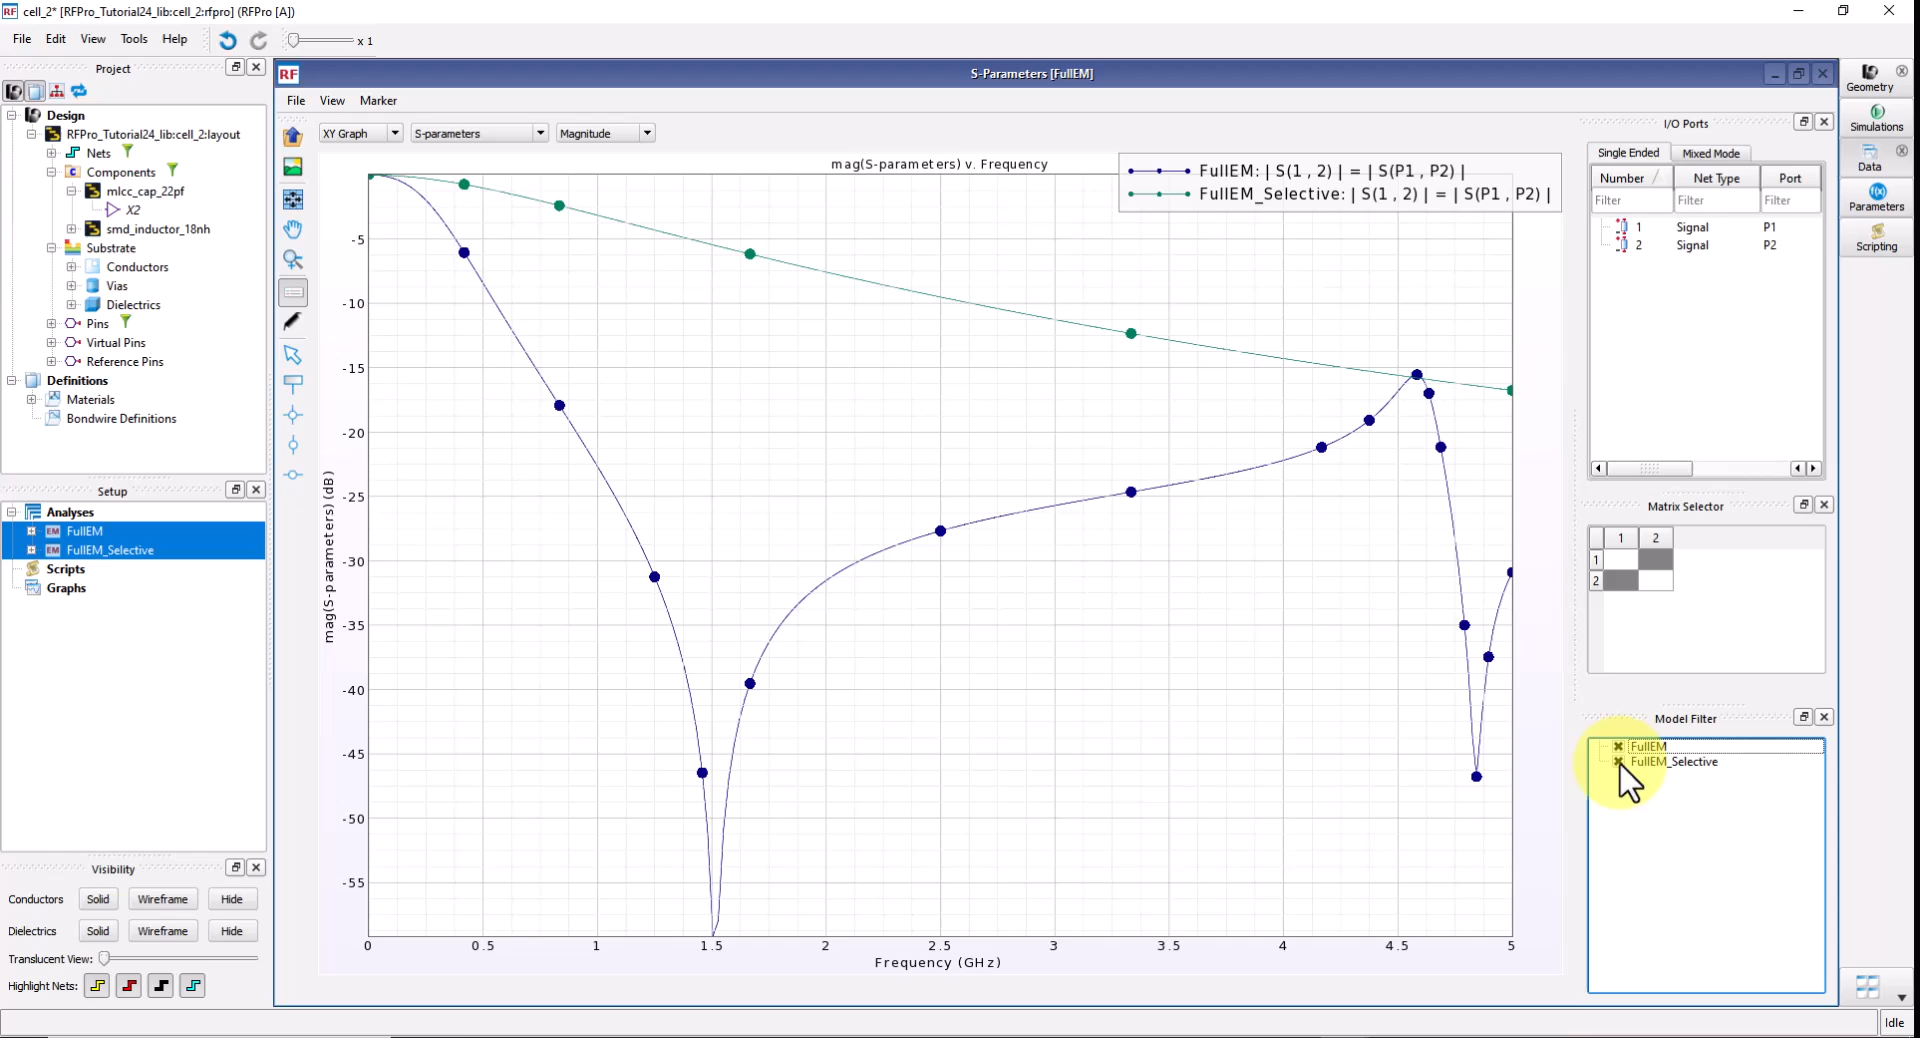 RF cell_2* [RFPro_Tutorial24_lib:cell_2:rfpro] (RFPro [A])
File Edit View Tools Help x 1
Project
Design
RFPro_Tutorial24_lib:cell_2:layout
Nets
Components
mlcc_cap_22pf
X2
smd_inductor_18nh
Substrate
Conductors
Vias
Dielectrics
Pins
Virtual Pins
Reference Pins
Definitions
Materials
Bondwire Definitions
Setup
Analyses
EM FullEM
EM FullEM_Selective
Scripts
Graphs
Visibility
Conductors Solid Wireframe Hide
Dielectrics Solid Wireframe Hide
Translucent View:
Highlight Nets:
RF S-Parameters [FullEM]
File View Marker
XY Graph S-parameters Magnitude
mag(S-parameters) v. Frequency
FullEM: | S(1 , 2) | = | S(P1 , P2) |
FullEM_Selective: | S(1 , 2) | = | S(P1 , P2) |
mag(S-parameters) (dB)
-5
-10
-15
-20
-25
-30
-35
-40
-45
-50
-55
0 0.5 1 1.5 2 2.5 3 3.5 4 4.5 5
Frequency (GHz)
I/O Ports
Single Ended Mixed Mode
Number Net Type Port
Filter Filter Filter
1 Signal P1
2 Signal P2
Matrix Selector
1 2
1
2
Model Filter
FullEM
FullEM_Selective
Geometry
Simulations
Data
(x)
Parameters
Scripting
Idle